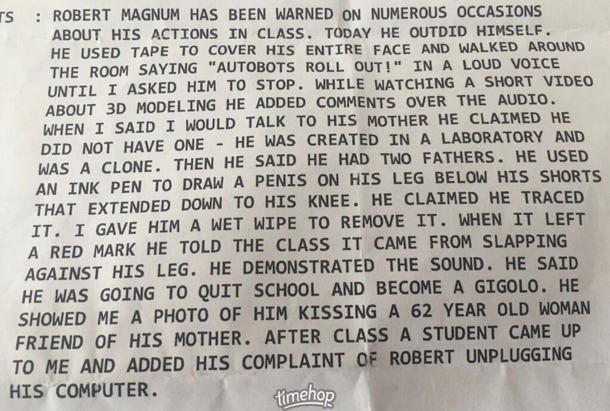 TS : ROBERT MAGNUM HAS BEEN WARNED ON NUMEROUS OCCASIONS
ABOUT HIS ACTIONS IN CLASS. TODAY HE OUTDID HIMSELF.
HE USED TAPE TO COVER HIS ENTIRE FACE AND WALKED AROUND
THE ROOM SAYING "AUTOBOTS ROLL OUT!" IN A LOUD VOICE
UNTIL I ASKED HIM TO STOP. WHILE WATCHING A SHORT VIDEO
ABOUT 3D MODELING HE ADDED COMMENTS OVER THE AUDIO.
WHEN I SAID I WOULD TALK TO HIS MOTHER HE CLAIMED HE
DID NOT HAVE ONE - HE WAS CREATED IN A LABORATORY AND
WAS A CLONE. THEN HE SAID HE HAD TWO FATHERS. HE USED
AN INK PEN TO DRAW A PENIS ON HIS LEG BELOW HIS SHORTS
THAT EXTENDED DOWN TO HIS KNEE. HE CLAIMED HE TRACED
IT. I GAVE HIM A WET WIPE TO REMOVE IT. WHEN IT LEFT
A RED MARK HE TOLD THE CLASS IT CAME FROM SLAPPING
AGAINST HIS LEG. HE DEMONSTRATED THE SOUND. HE SAID
HE WAS GOING TO QUIT SCHOOL AND BECOME A GIGOLO. HE
SHOWED ME A PHOTO OF HIM KISSING A 62 YEAR OLD WOMAN
FRIEND OF HIS MOTHER. AFTER CLASS A STUDENT CAME UP
TO ME AND ADDED HIS COMPLAINT OF ROBERT UNPLUGGING
HIS COMPUTER.
timehop